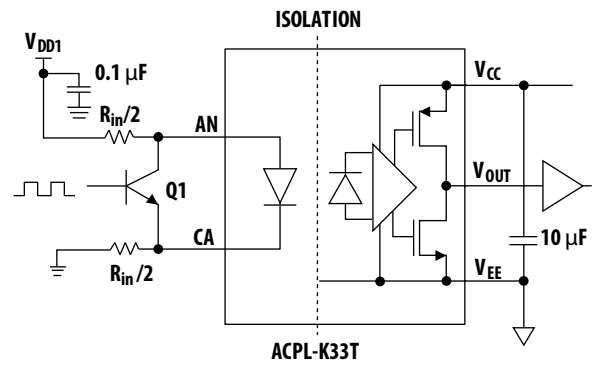 ISOLATION
VDD1
0.1 μF
Rin/2
AN
Q1
CA
Rin/2
VCC
VOUT
10 μF
VEE
ACPL-K33T